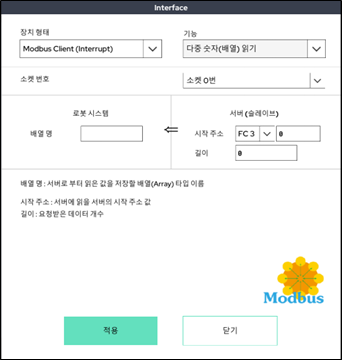 Interface
장치 형태
기능
Modbus Client (Interrupt)
다중 숫자(배열) 읽기
소켓 번호
소켓 0번
로봇 시스템
서버 (슬레이브)
배열 명
시작 주소
FC 3
0
길이
0
배열 명 : 서버로 부터 읽은 값을 저장할 배열(Array) 타입 이름
시작 주소 : 서버에 읽을 서버의 시작 주소 값
길이 : 요청받은 데이터 개수
Modbus
적용
닫기